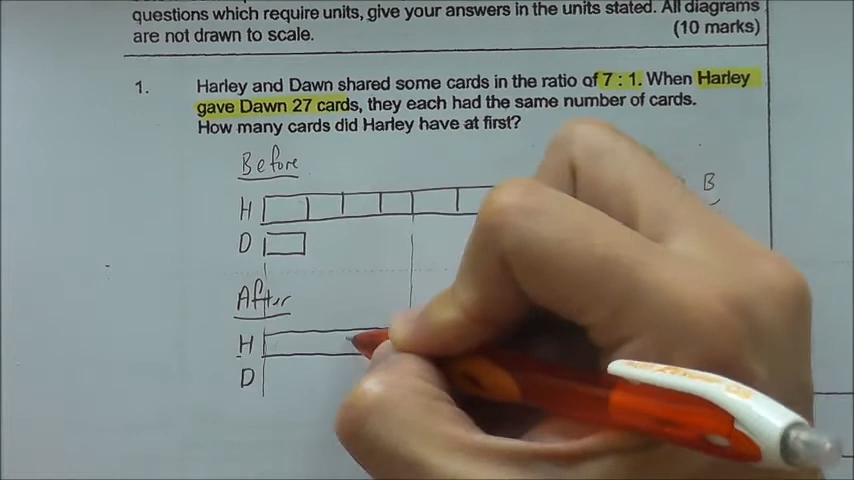 questions which require units, give your answers in the units stated. All diagrams
are not drawn to scale. (10 marks)
1. Harley and Dawn shared some cards in the ratio of 7 : 1. When Harley
gave Dawn 27 cards, they each had the same number of cards.
How many cards did Harley have at first?
Before
B
H
D
After
H
D